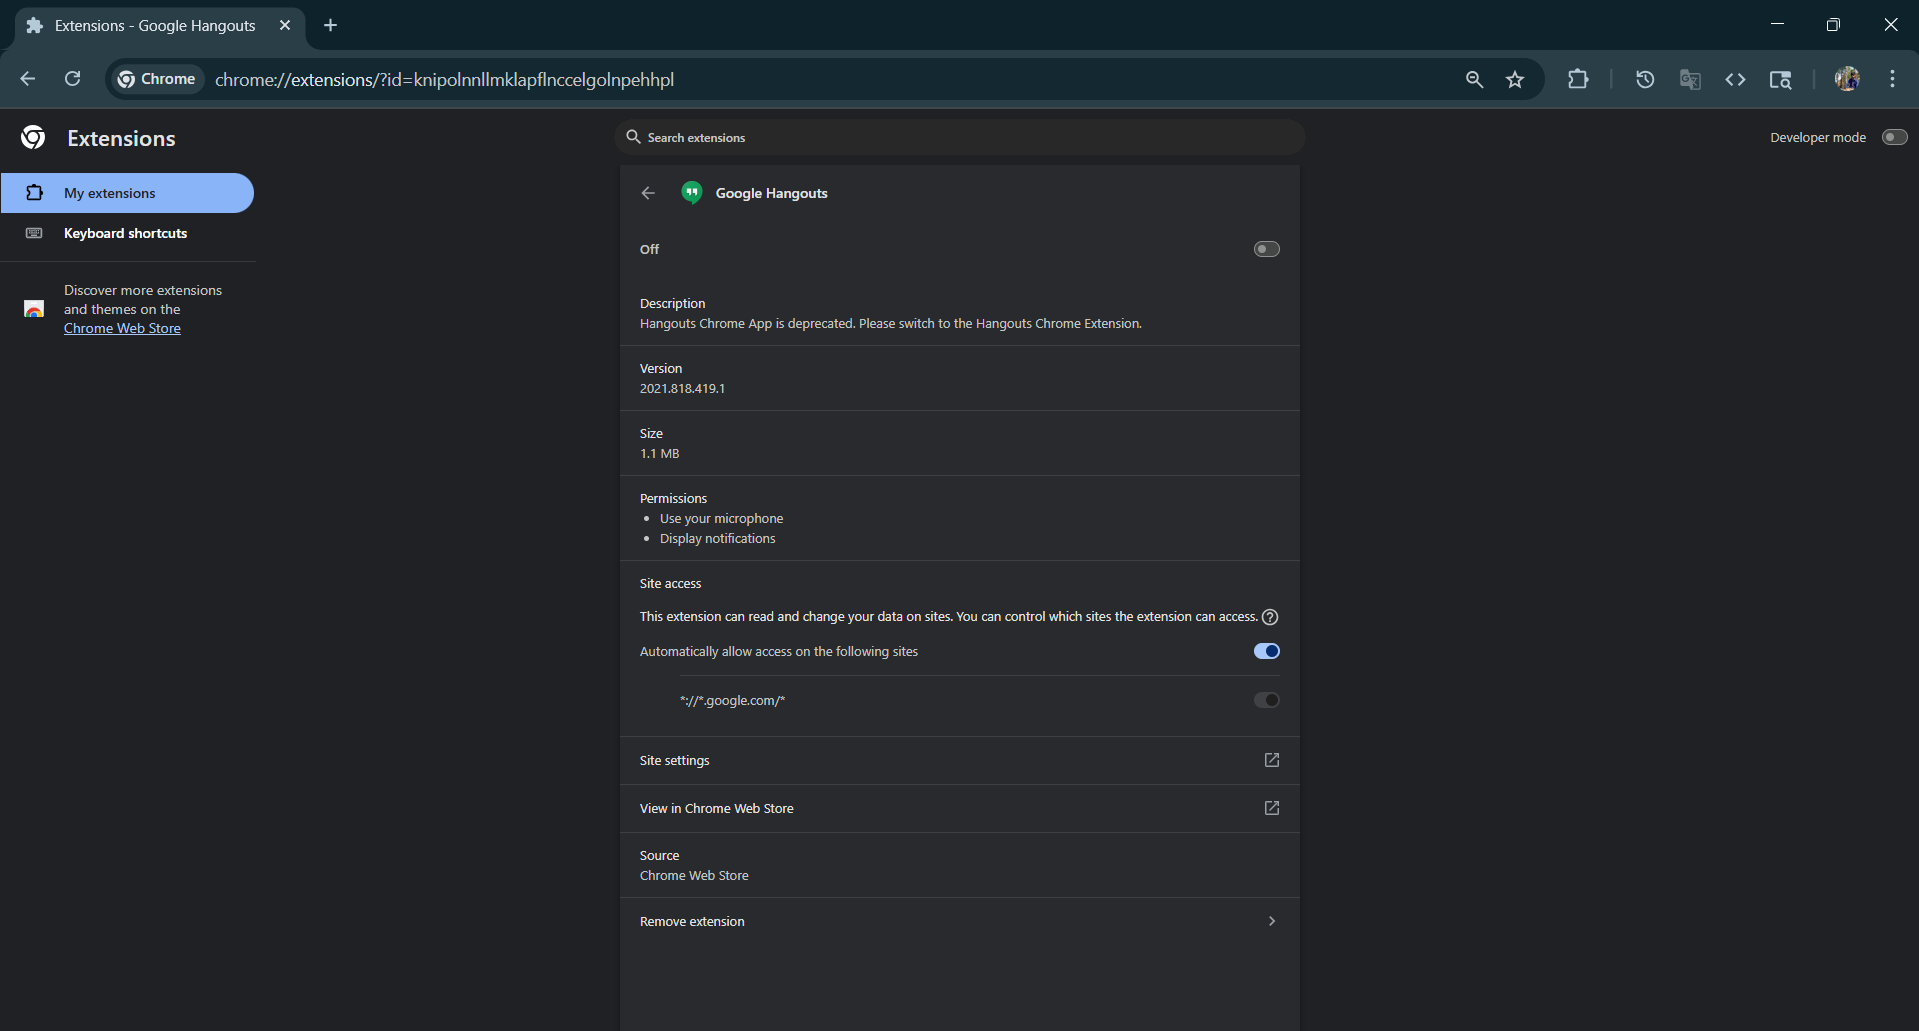 Extensions - Google Hangouts
Chrome
chrome://extensions/?id=knipolnnllmklapflnccelgolnpehhpl
Extensions
Search extensions
Developer mode
My extensions
Keyboard shortcuts
Discover more extensions
and themes on the
Chrome Web Store
Google Hangouts
Off
Description
Hangouts Chrome App is deprecated. Please switch to the Hangouts Chrome Extension.
Version
2021.818.419.1
Size
1.1 MB
Permissions
• Use your microphone
• Display notifications
Site access
This extension can read and change your data on sites. You can control which sites the extension can access.
Automatically allow access on the following sites
*://*.google.com/*
Site settings
View in Chrome Web Store
Source
Chrome Web Store
Remove extension